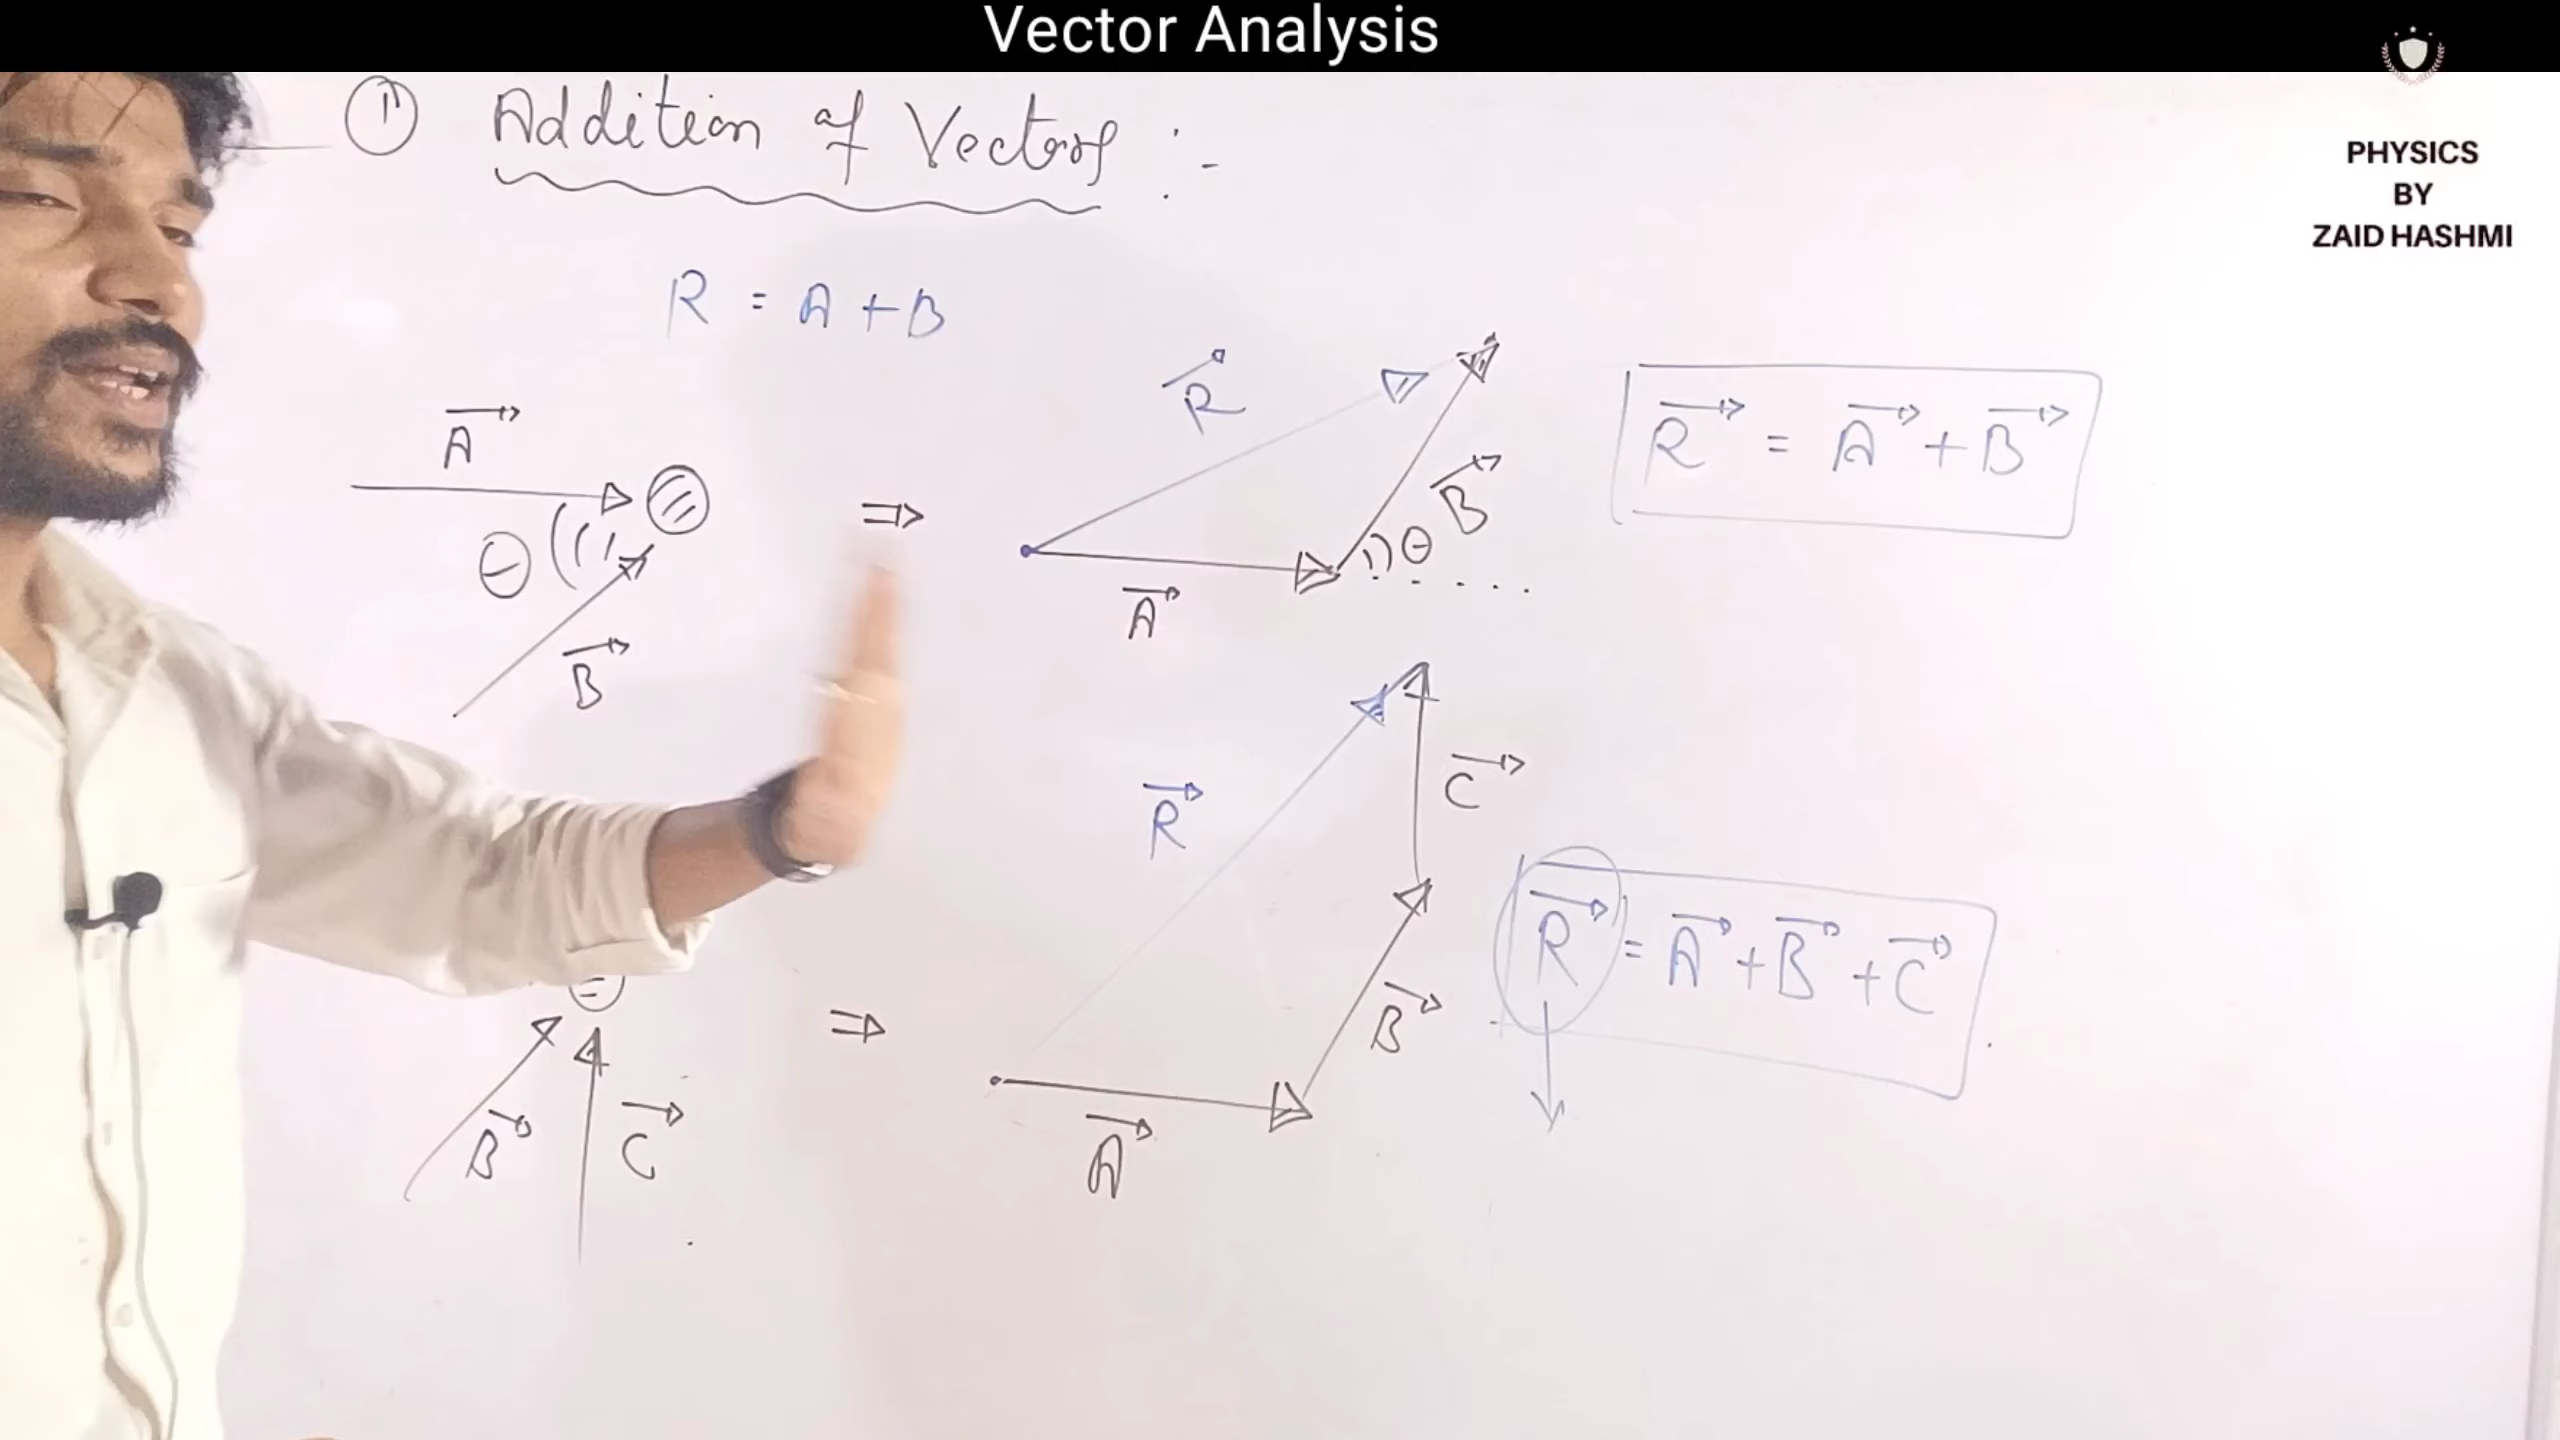 Vector Analysis
PHYSICS
BY
ZAID HASHMI
① Addition of Vectors :-
R = A + B
A⃗
θ
B⃗
⇒
R⃗
A⃗
B⃗
θ
R⃗ = A⃗ + B⃗
B⃗
C⃗
⇒
R⃗
A⃗
B⃗
C⃗
R⃗ = A⃗ + B⃗ + C⃗